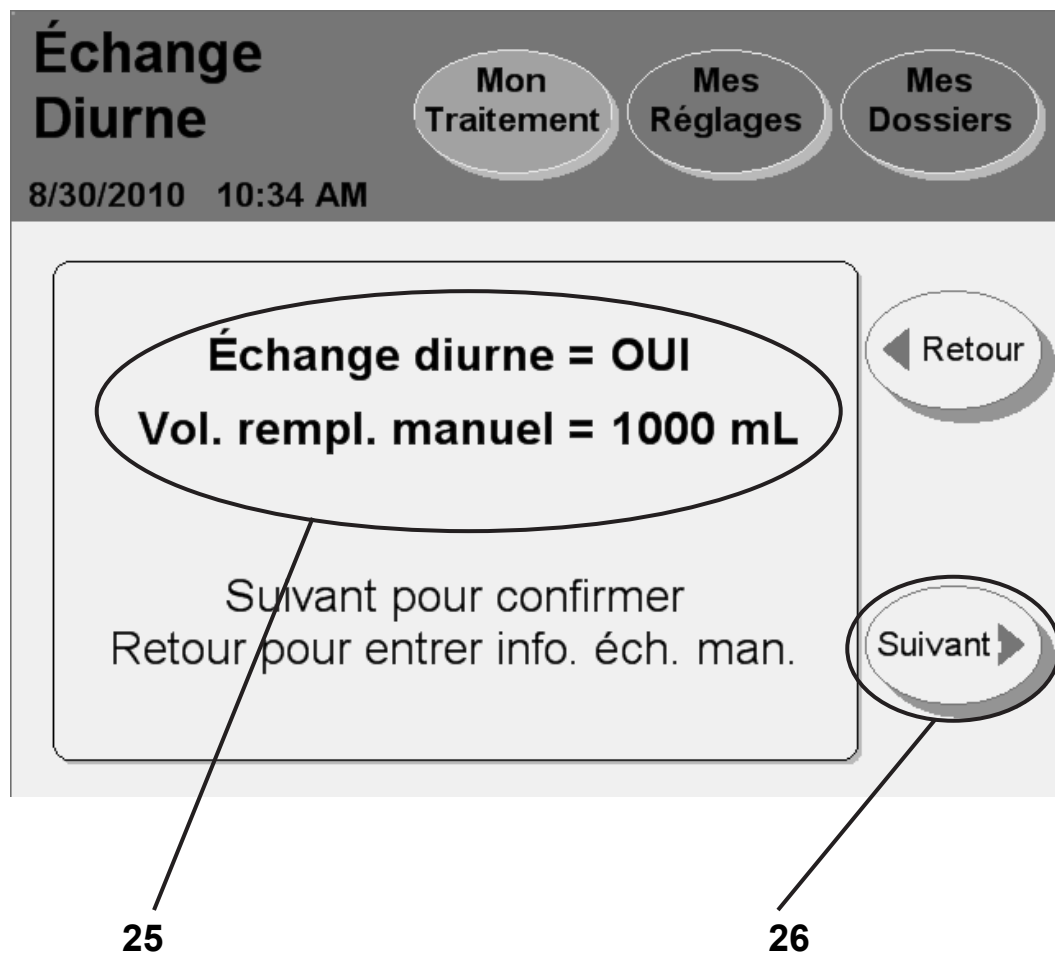 Échange
Diurne
8/30/2010 10:34 AM
Mon
Traitement
Mes
Réglages
Mes
Dossiers
Échange diurne = OUI
Vol. rempl. manuel = 1000 mL
Suivant pour confirmer
Retour pour entrer info. éch. man.
Retour
Suivant
25
26